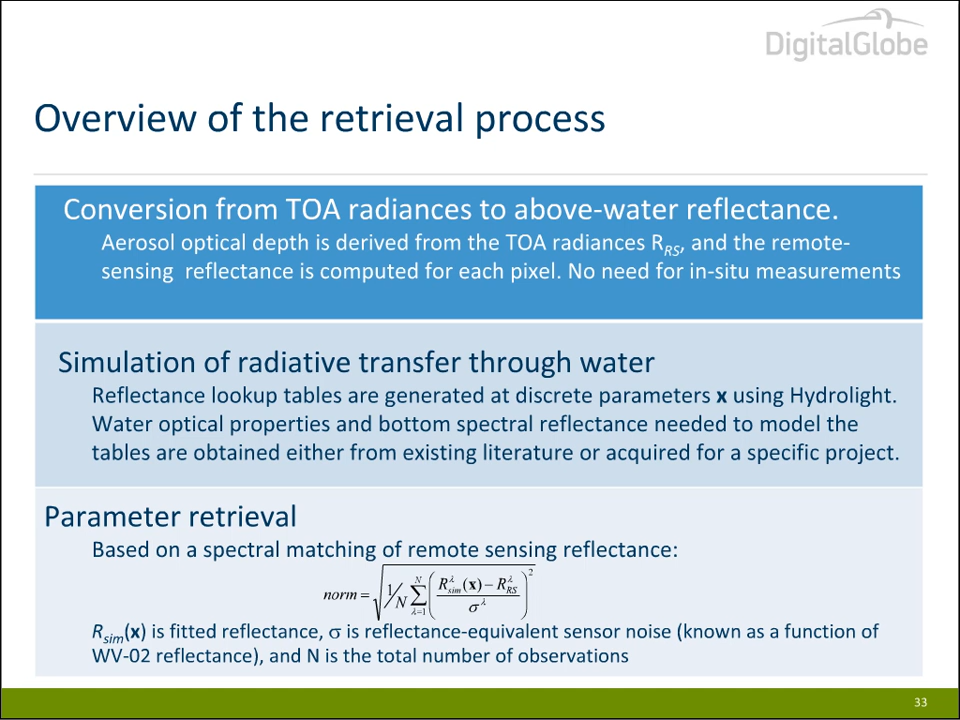 DigitalGlobe
Overview of the retrieval process
Conversion from TOA radiances to above-water reflectance.
Aerosol optical depth is derived from the TOA radiances R_RS, and the remote-
sensing reflectance is computed for each pixel. No need for in-situ measurements
Simulation of radiative transfer through water
Reflectance lookup tables are generated at discrete parameters x using Hydrolight.
Water optical properties and bottom spectral reflectance needed to model the
tables are obtained either from existing literature or acquired for a specific project.
Parameter retrieval
Based on a spectral matching of remote sensing reflectance:
norm = √(1/N ∑_{λ=1}^{N} ((R_sim^λ(x) − R_RS^λ)/σ^λ)^2)
R_sim(x) is fitted reflectance, σ is reflectance-equivalent sensor noise (known as a function of
WV-02 reflectance), and N is the total number of observations
33